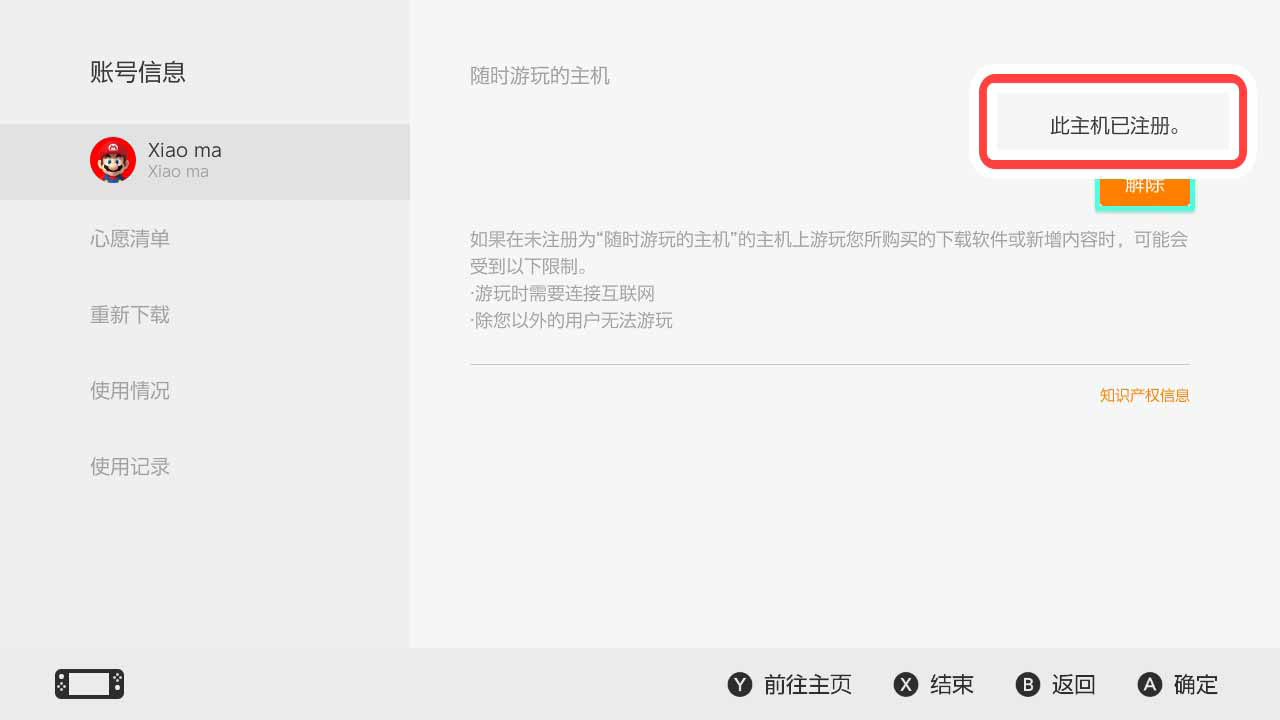 账号信息
Xiao ma
Xiao ma
心愿清单
重新下载
使用情况
使用记录
随时游玩的主机
此主机已注册。
解除
如果在未注册为“随时游玩的主机”的主机上游玩您所购买的下载软件或新增内容时，可能会
受到以下限制。
·游玩时需要连接互联网
·除您以外的用户无法游玩
知识产权信息
Y 前往主页 X 结束 B 返回 A 确定